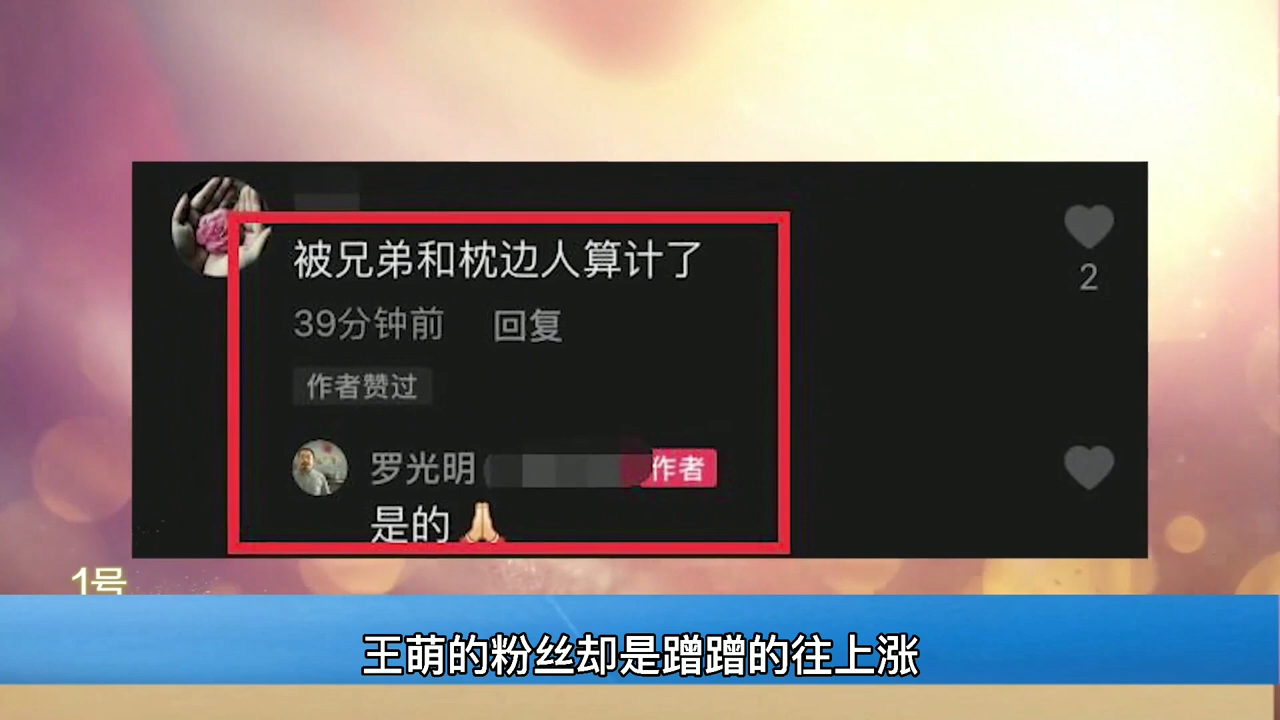 被兄弟和枕边人算计了
2
39分钟前 回复
作者赞过
罗光明 作者
是的 🙏
1号
王萌的粉丝却是蹭蹭的往上涨